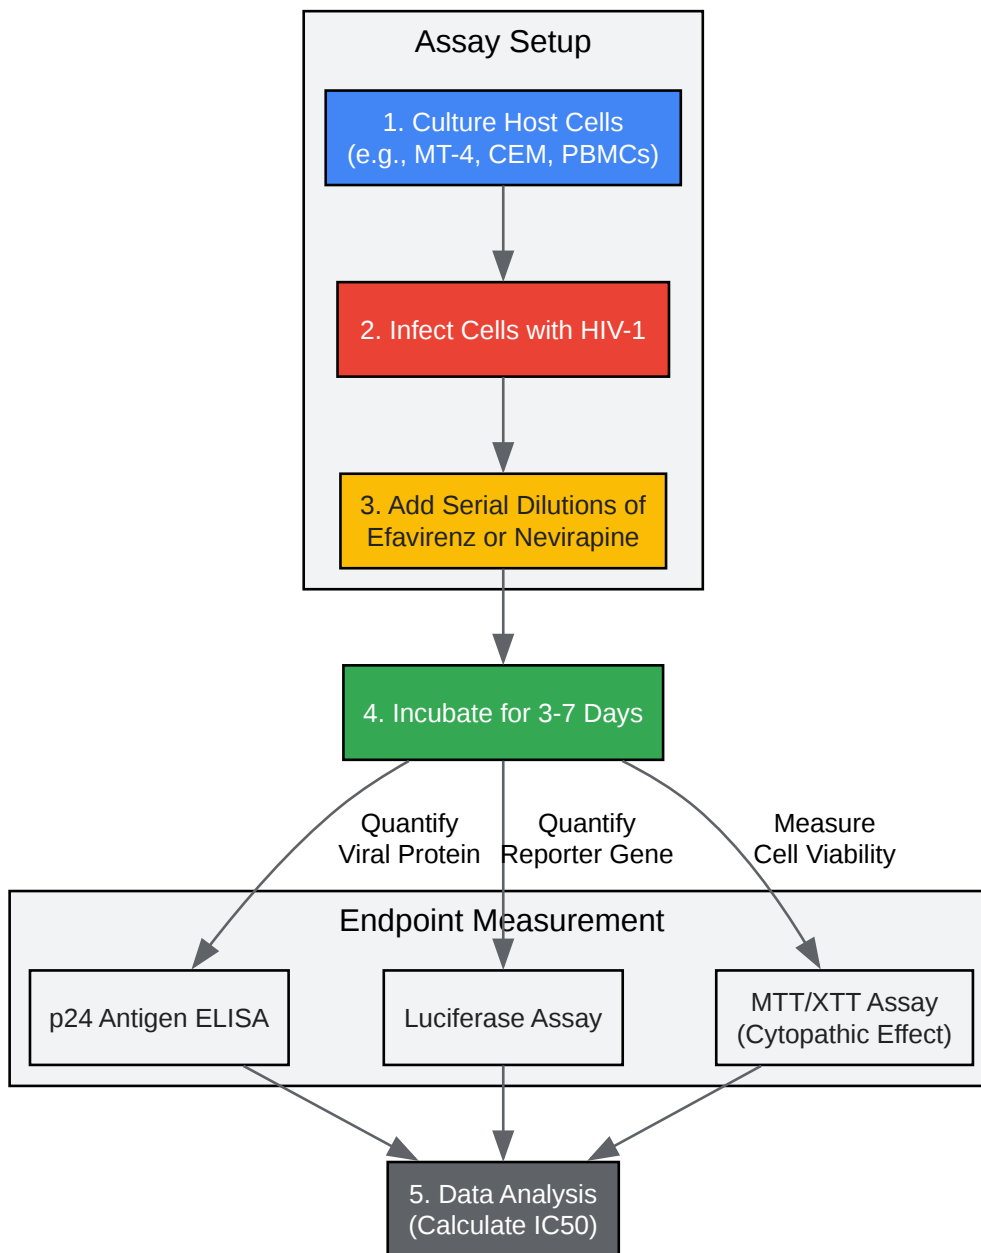 Assay Setup
1. Culture Host Cells
(e.g., MT-4, CEM, PBMCs)
2. Infect Cells with HIV-1
3. Add Serial Dilutions of
Efavirenz or Nevirapine
4. Incubate for 3-7 Days
Quantify
Viral Protein
Quantify
Reporter Gene
Measure
Cell Viability
Endpoint Measurement
p24 Antigen ELISA
Luciferase Assay
MTT/XTT Assay
(Cytopathic Effect)
5. Data Analysis
(Calculate IC50)